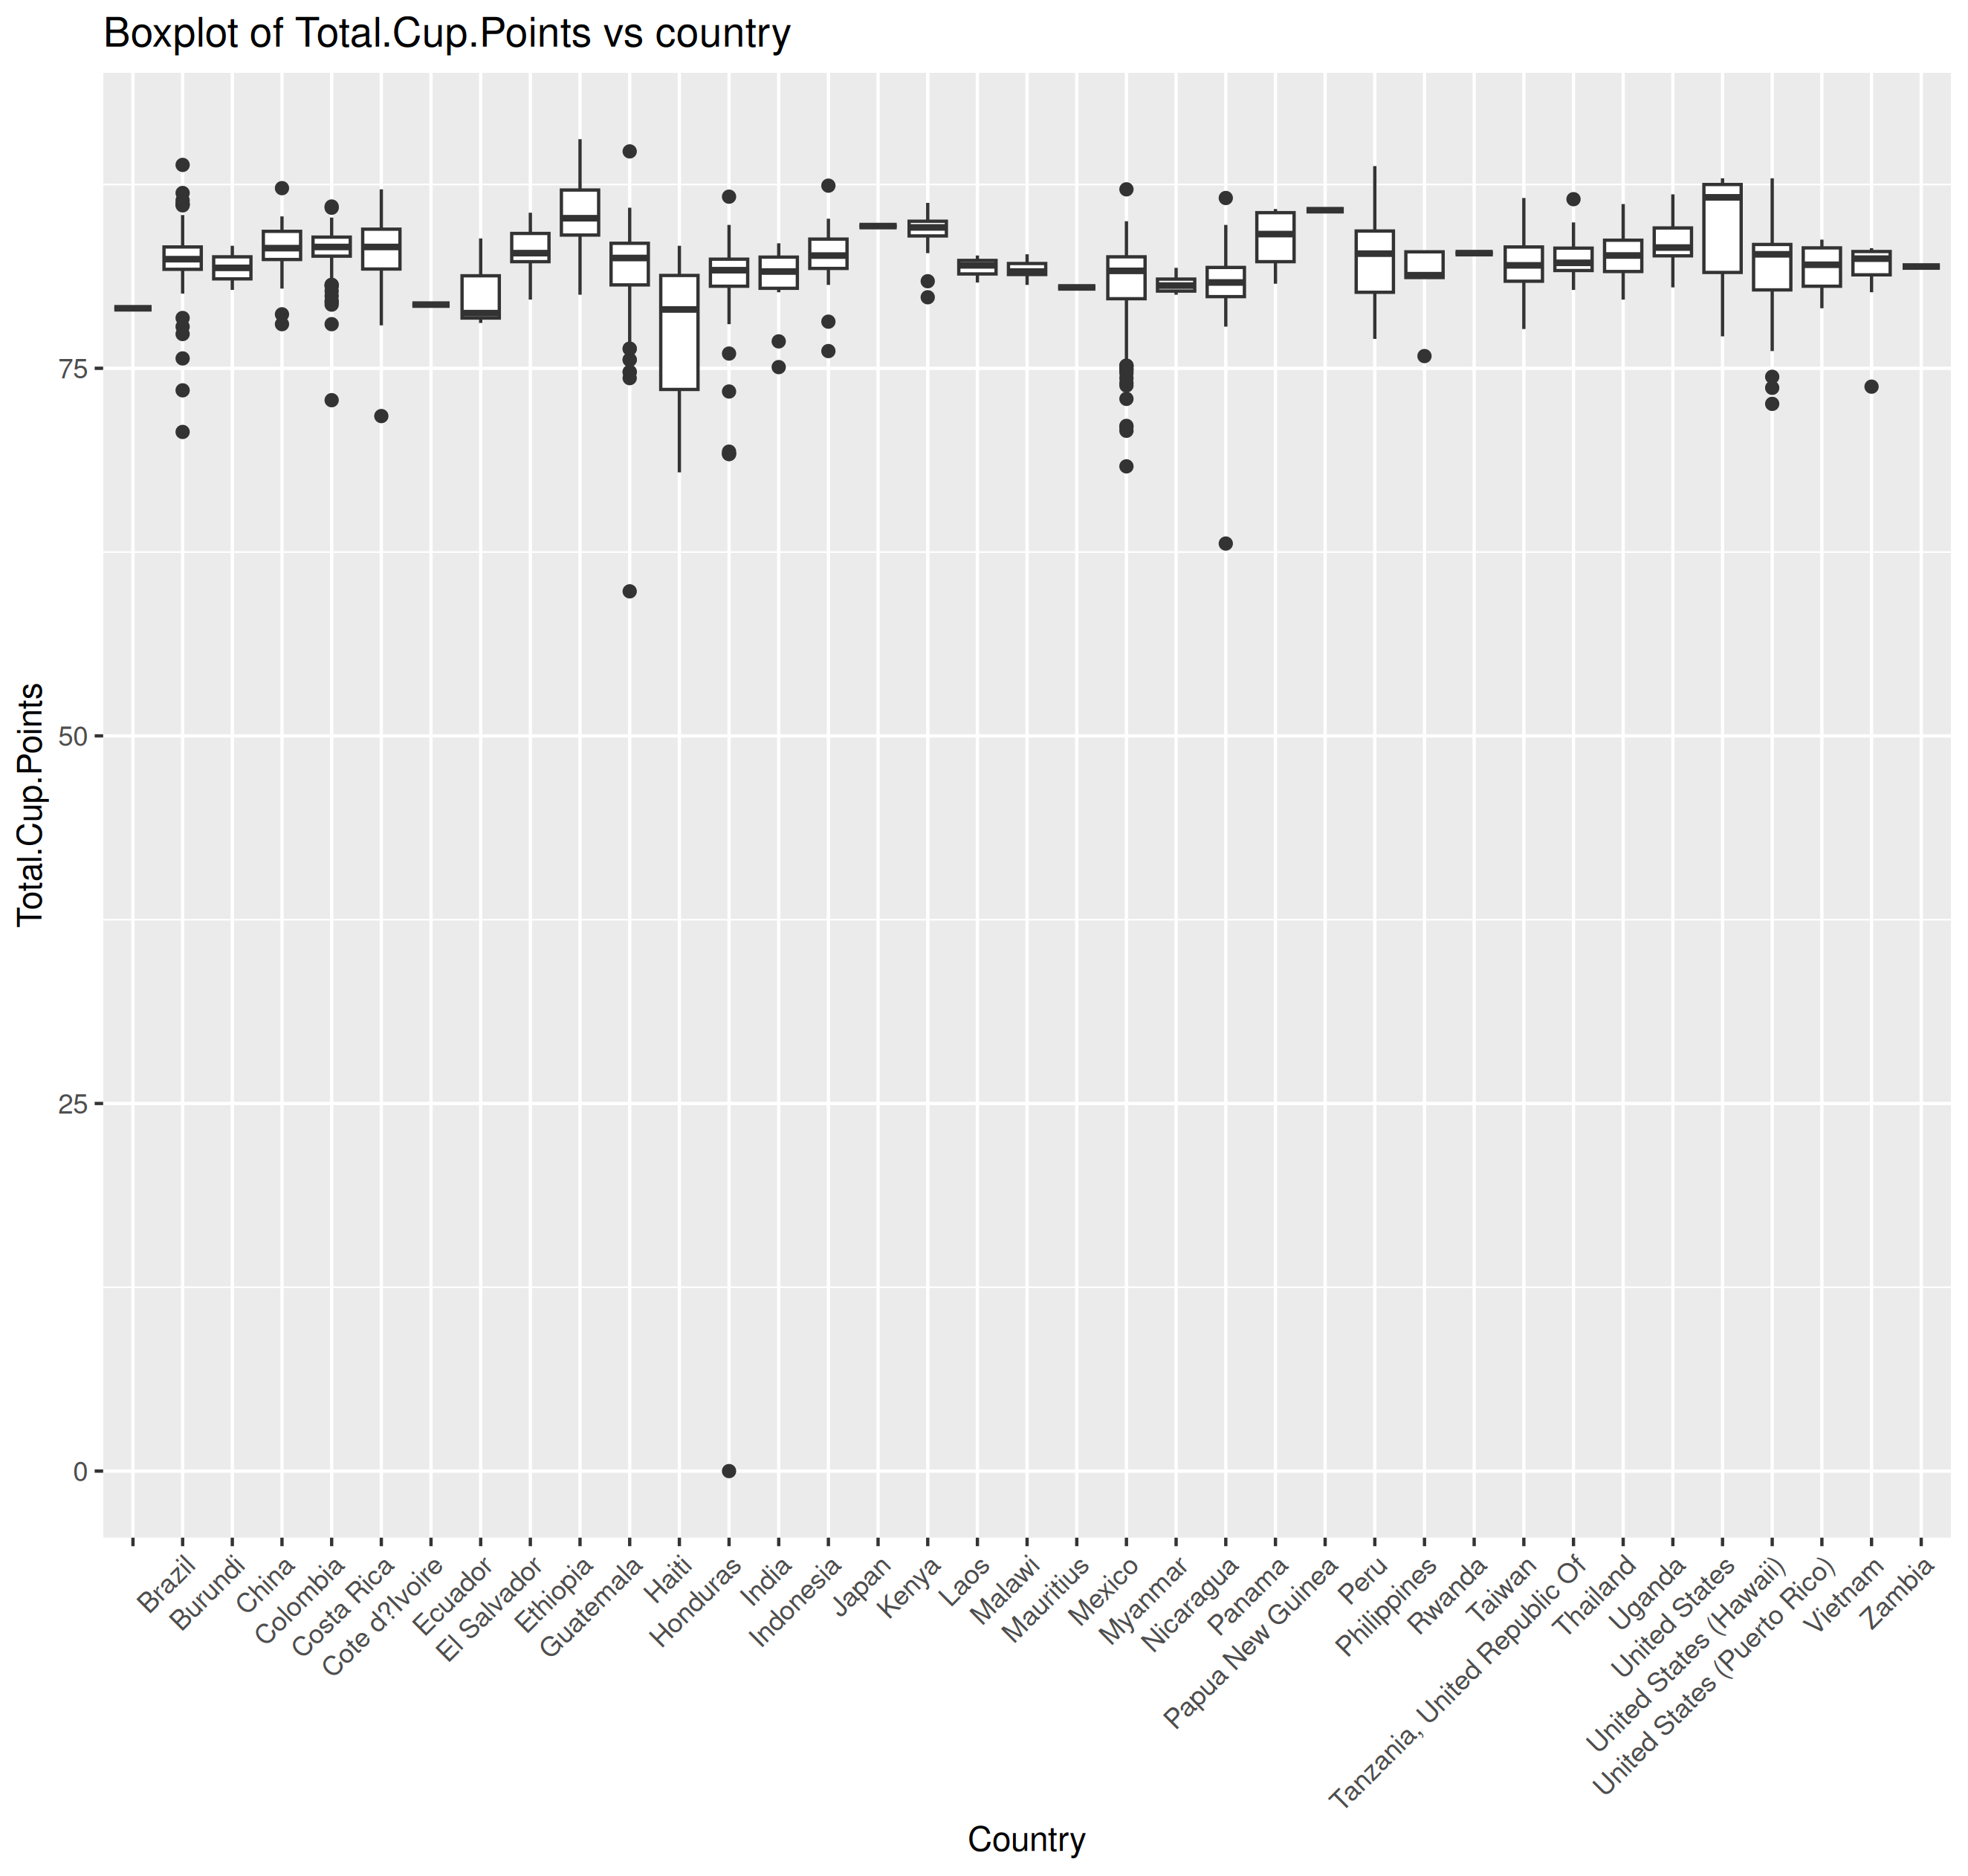 Boxplot of Total.Cup.Points vs country
Total.Cup.Points
75
50
25
0
Brazil
Burundi
China
Colombia
Costa Rica
Cote d?Ivoire
Ecuador
El Salvador
Ethiopia
Guatemala
Haiti
Honduras
India
Indonesia
Japan
Kenya
Laos
Malawi
Mauritius
Mexico
Myanmar
Nicaragua
Panama
Papua New Guinea
Peru
Philippines
Rwanda
Taiwan
Tanzania, United Republic Of
Thailand
Uganda
United States
United States (Hawaii)
United States (Puerto Rico)
Vietnam
Zambia
Country